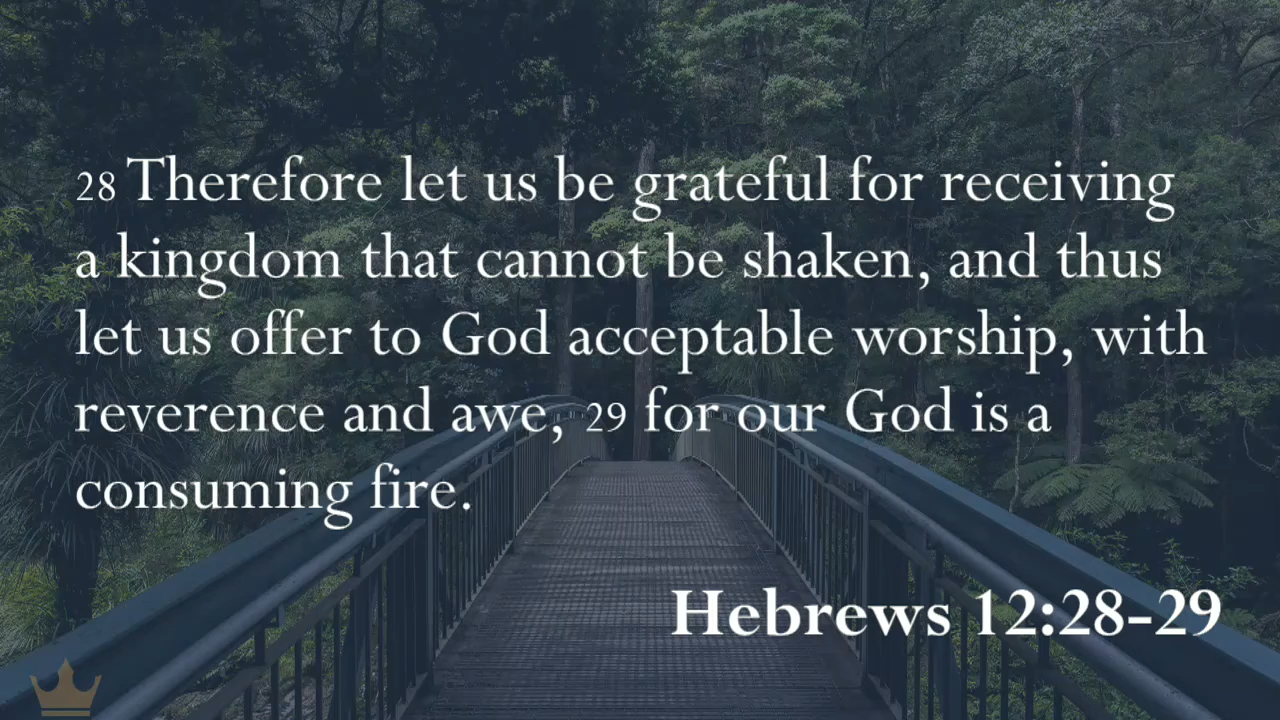 28 Therefore let us be grateful for receiving
a kingdom that cannot be shaken, and thus
let us offer to God acceptable worship, with
reverence and awe, 29 for our God is a
consuming fire.
Hebrews 12:28-29